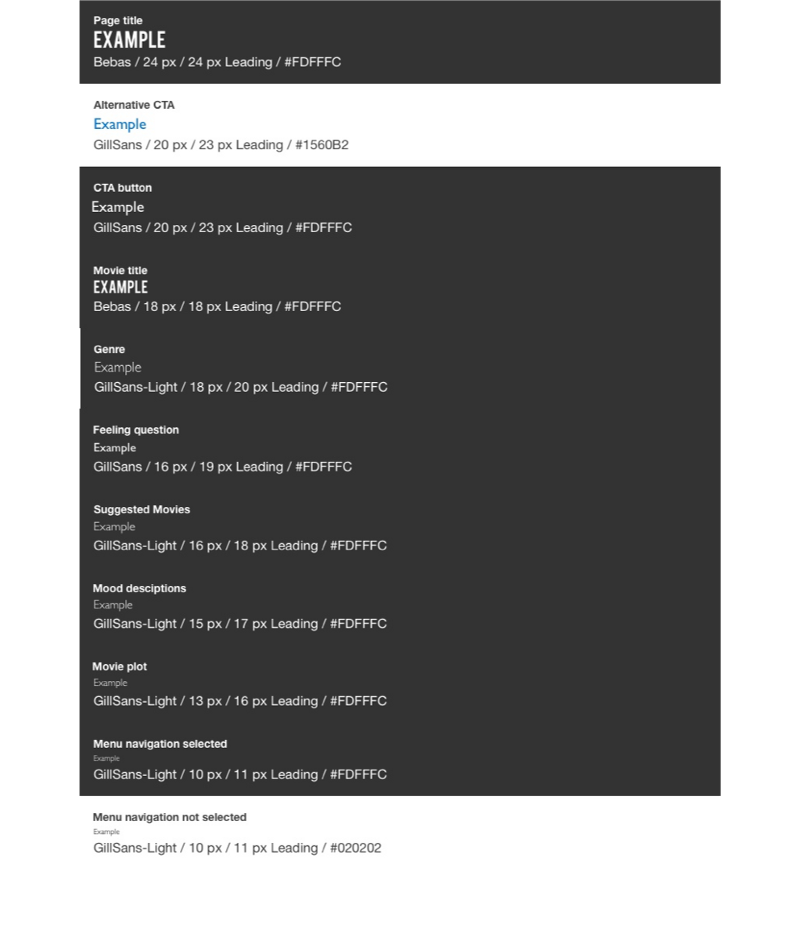 Page title
EXAMPLE
Bebas / 24 px / 24 px Leading / #FDFFFC
Alternative CTA
Example
GillSans / 20 px / 23 px Leading / #1560B2
CTA button
Example
GillSans / 20 px / 23 px Leading / #FDFFFC
Movie title
EXAMPLE
Bebas / 18 px / 18 px Leading / #FDFFFC
Genre
Example
GillSans-Light / 18 px / 20 px Leading / #FDFFFC
Feeling question
Example
GillSans / 16 px / 19 px Leading / #FDFFFC
Suggested Movies
Example
GillSans-Light / 16 px / 18 px Leading / #FDFFFC
Mood desciptions
Example
GillSans-Light / 15 px / 17 px Leading / #FDFFFC
Movie plot
Example
GillSans-Light / 13 px / 16 px Leading / #FDFFFC
Menu navigation selected
Example
GillSans-Light / 10 px / 11 px Leading / #FDFFFC
Menu navigation not selected
Example
GillSans-Light / 10 px / 11 px Leading / #020202